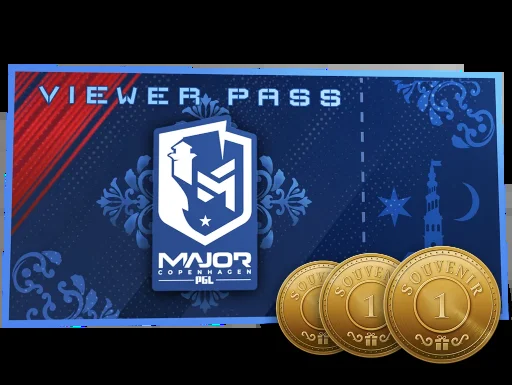 VIEWER PASS
MAJOR
COPENHAGEN
PGL
SOUVENIR
1
SOUVENIR
1
SOUVENIR
1